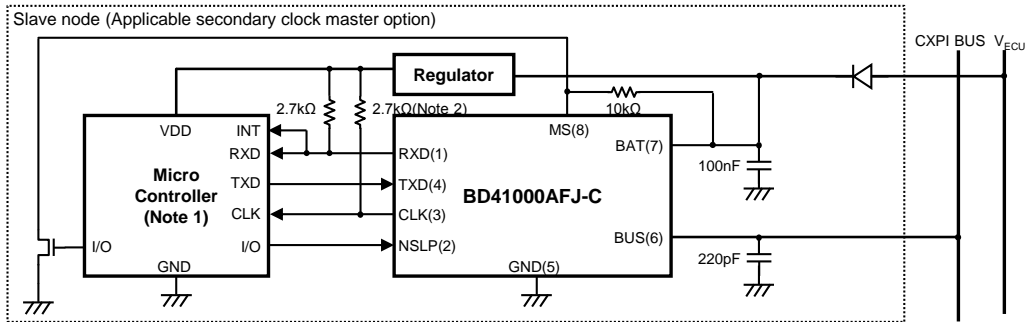 Slave node (Applicable secondary clock master option)
CXPI BUS VECU
Regulator
2.7kΩ
2.7kΩ(Note 2)
10kΩ
VDD
INT
RXD
TXD
CLK
I/O
I/O
GND
Micro
Controller
(Note 1)
MS(8)
BAT(7)
RXD(1)
TXD(4)
CLK(3)
NSLP(2)
BD41000AFJ-C
BUS(6)
GND(5)
100nF
220pF